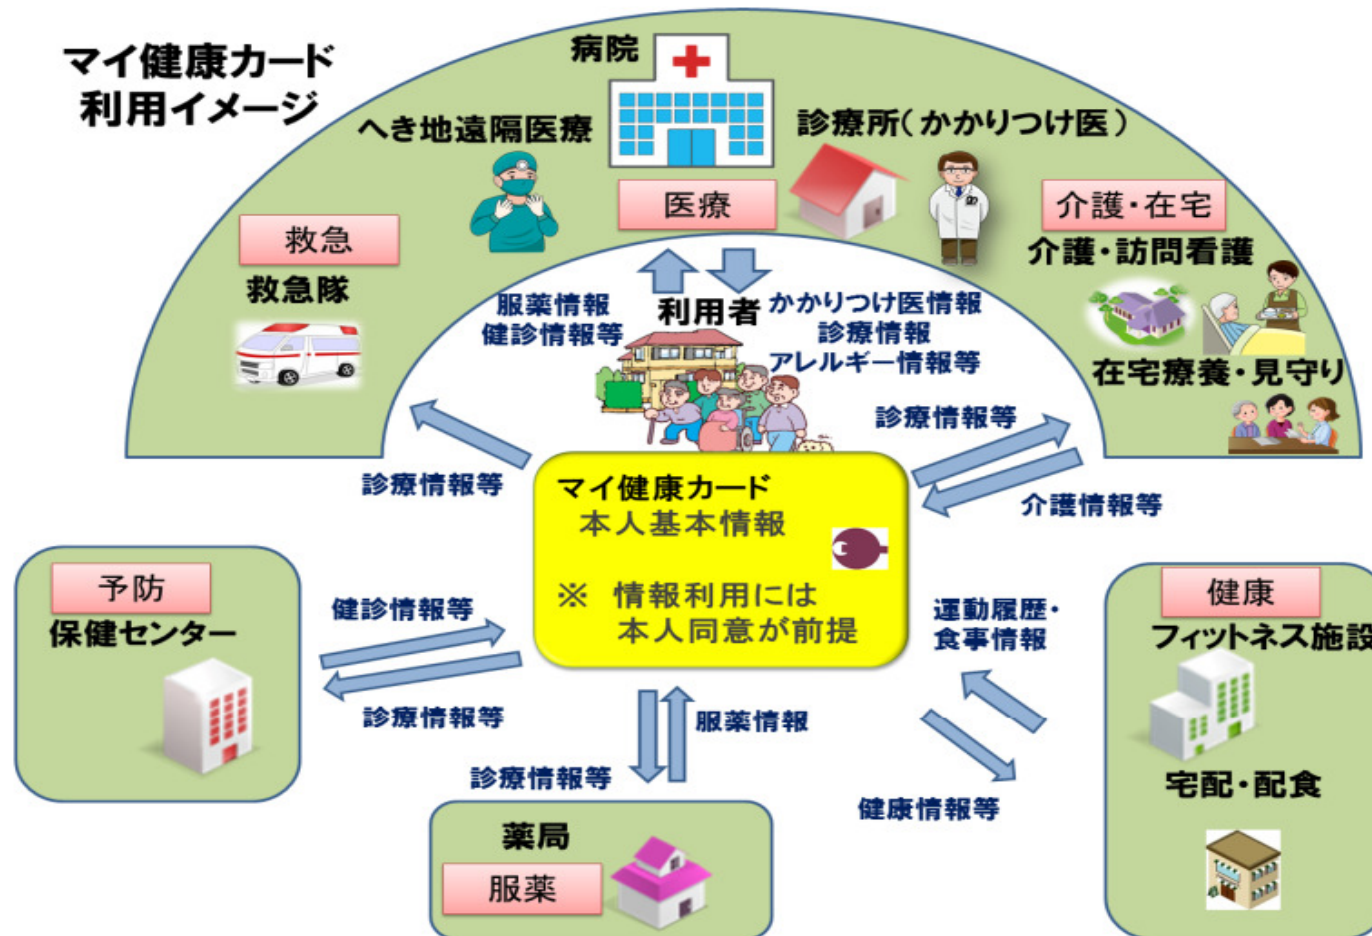 マイ健康カード
利用イメージ
病院
へき地遠隔医療
診療所(かかりつけ医)
医療
介護・在宅
介護・訪問看護
在宅療養・見守り
救急
救急隊
服薬情報
健診情報等
利用者
かかりつけ医情報
診療情報
アレルギー情報等
診療情報等
介護情報等
診療情報等
マイ健康カード
本人基本情報
※ 情報利用には
本人同意が前提
予防
保健センター
健診情報等
診療情報等
運動履歴・
食事情報
健康
フィットネス施設
宅配・配食
服薬情報
診療情報等
健康情報等
薬局
服薬